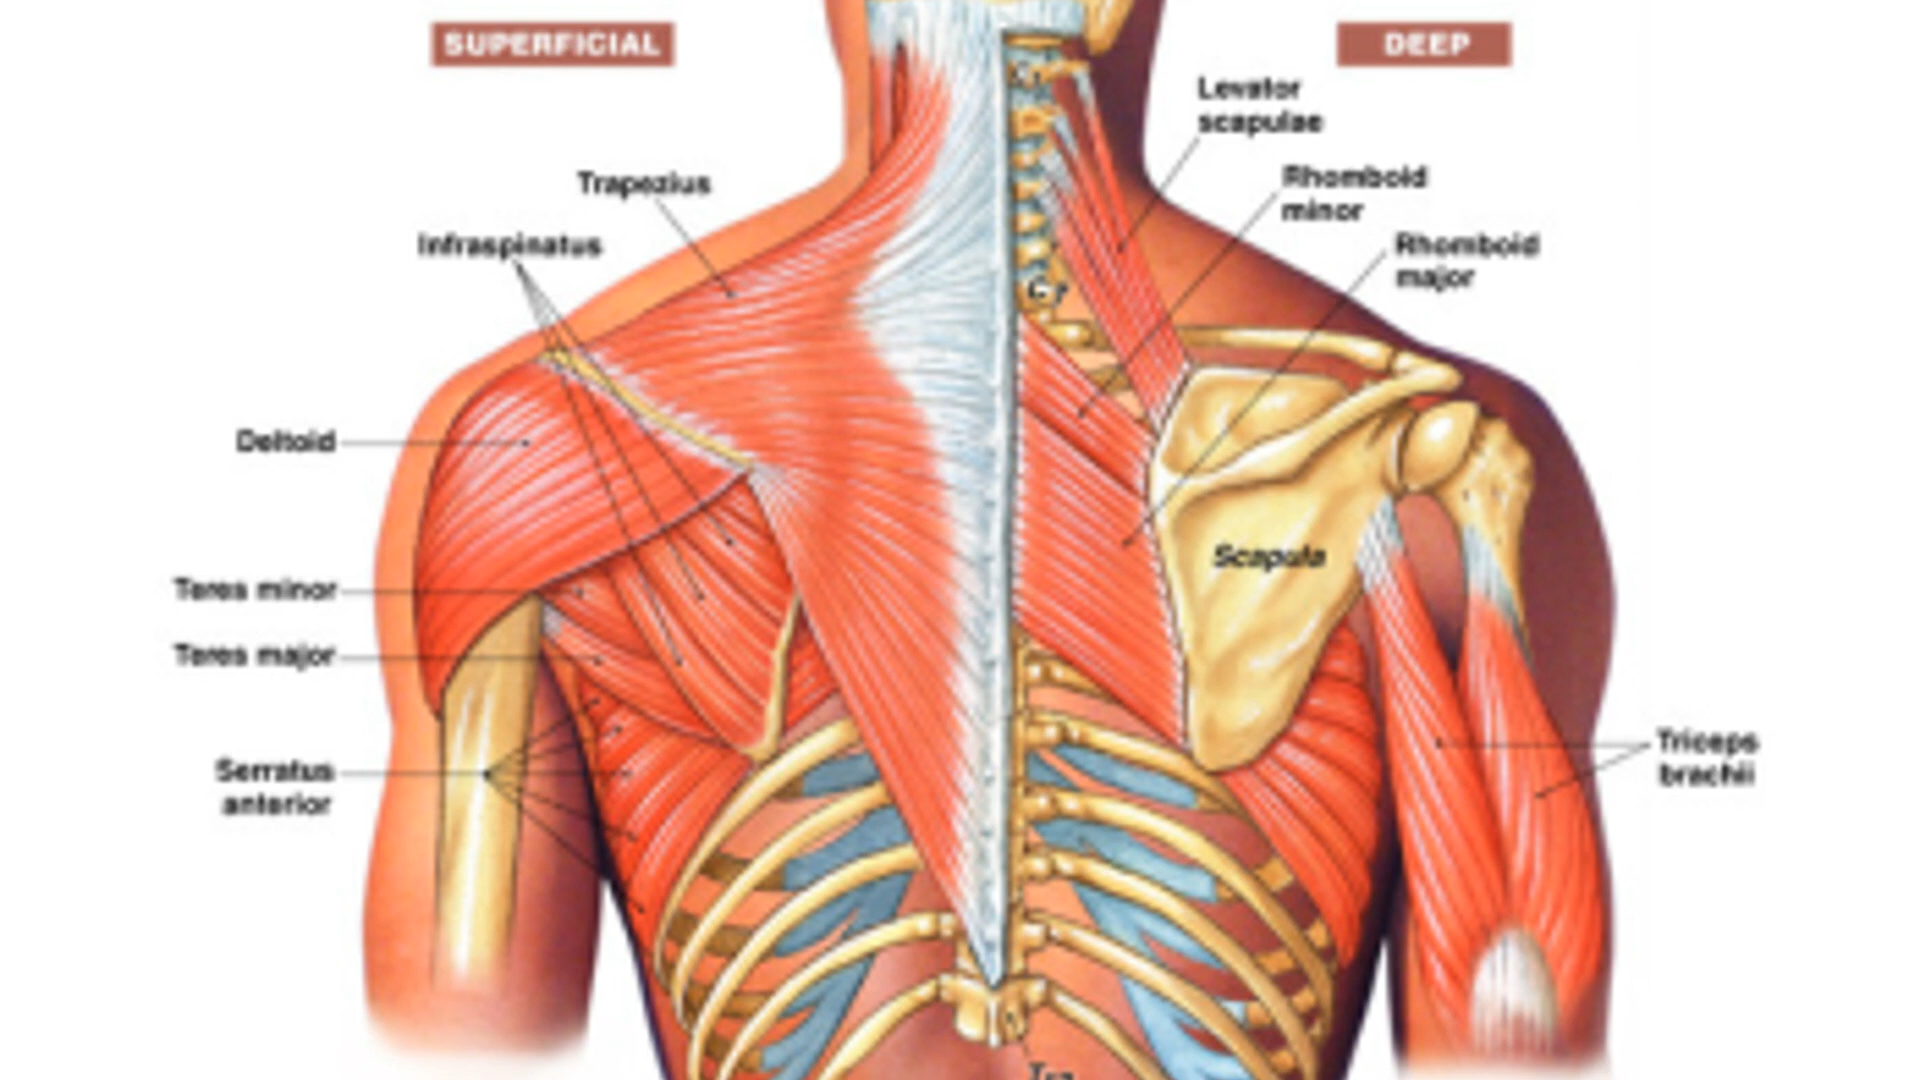 SUPERFICIAL
DEEP
Levator
scapulae
Trapezius
Rhomboid
minor
Infraspinatus
Rhomboid
major
Deltoid
Scapula
Teres minor
Teres major
Serratus
anterior
Triceps
brachii